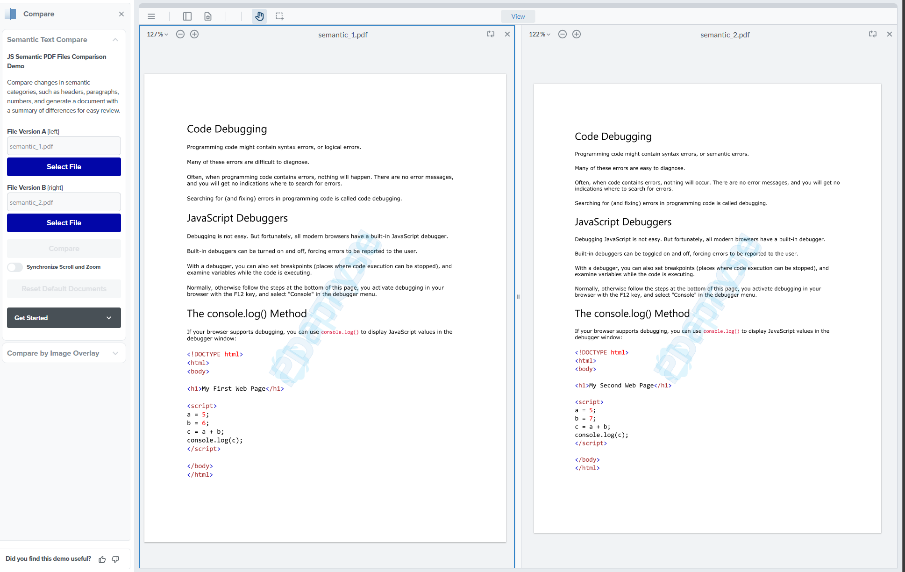 Compare
Semantic Text Compare
JS Semantic PDF Files Comparison
Demo
Compare changes in semantic
categories, such as headers, paragraphs,
numbers, and generate a document with
a summary of differences for easy review.
File Version A (left)
semantic_1.pdf
Select File
File Version B (right)
semantic_2.pdf
Select File
Compare
Synchronize Scroll and Zoom
Reset Default Documents
Get Started
Compare by Image Overlay
Did you find this demo useful?
View
127%
semantic_1.pdf
Code Debugging
Programming code might contain syntax errors, or logical errors.
Many of these errors are difficult to diagnose.
Often, when programming code contains errors, nothing will happen. There are no error messages,
and you will get no indications where to search for errors.
Searching for (and fixing) errors in programming code is called code debugging.
JavaScript Debuggers
Debugging is not easy. But fortunately, all modern browsers have a built-in JavaScript debugger.
Built-in debuggers can be turned on and off, forcing errors to be reported to the user.
With a debugger, you can also set breakpoints (places where code execution can be stopped), and
examine variables while the code is executing.
Normally, otherwise follow the steps at the bottom of this page, you activate debugging in your
browser with the F12 key, and select "Console" in the debugger menu.
The console.log() Method
If your browser supports debugging, you can use console.log() to display JavaScript values in the
debugger window:
<!DOCTYPE html>
<html>
<body>
<h1>My First Web Page</h1>
<script>
a = 5;
b = 6;
c = a + b;
console.log(c);
</script>
</body>
</html>
122%
semantic_2.pdf
Code Debugging
Programming code might contain syntax errors, or semantic errors.
Many of these errors are easy to diagnose.
Often, when code contains errors, nothing will occur. There are no error messages, and you will get no
indications where to search for errors.
Searching for (and fixing) errors in programming code is called debugging.
JavaScript Debuggers
Debugging JavaScript is not easy. But fortunately, all modern browsers have a built-in debugger.
Built-in debuggers can be toggled on and off, forcing errors to be reported to the user.
With a debugger, you can also set breakpoints (places where code execution can be stopped), and
examine variables while the code is executing.
Normally, otherwise follow the steps at the bottom of this page, you activate debugging in your
browser with the F12 key, and select "Console" in the debugger menu.
The console.log() Method
If your browser supports debugging, you can use console.log() to display JavaScript values in the
debugger window:
<!DOCTYPE html>
<html>
<body>
<h1>My Second Web Page</h1>
<script>
a = 5;
b = 7;
c = a + b;
console.log(c);
</script>
</body>
</html>